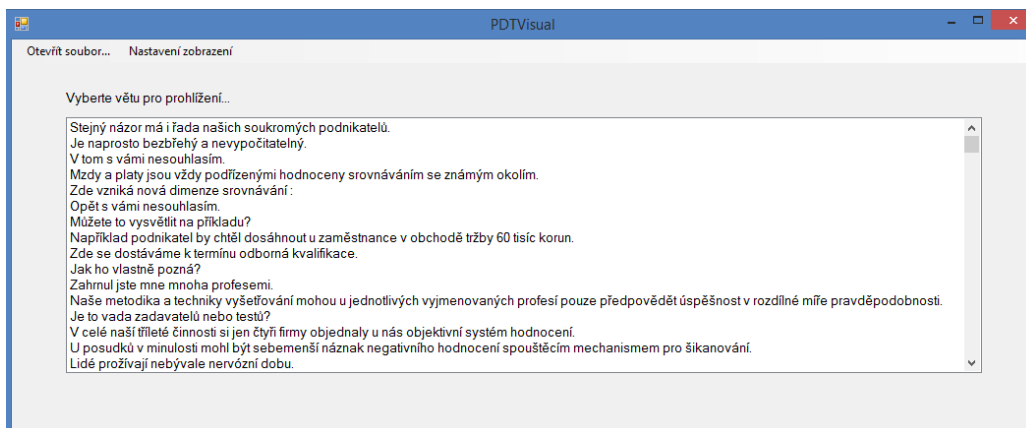 PDTVisual
Otevřít soubor... Nastavení zobrazení
Vyberte větu pro prohlížení...
Stejný názor má i řada našich soukromých podnikatelů.
Je naprosto bezbřehý a nevypočitatelný.
V tom s vámi nesouhlasím.
Mzdy a platy jsou vždy podřízenými hodnoceny srovnáváním se známým okolím.
Zde vzniká nová dimenze srovnávání :
Opět s vámi nesouhlasím.
Můžete to vysvětlit na příkladu?
Například podnikatel by chtěl dosáhnout u zaměstnance v obchodě tržby 60 tisíc korun.
Zde se dostáváme k termínu odborná kvalifikace.
Jak ho vlastně pozná?
Zahrnul jste mne mnoha profesemi.
Naše metodika a techniky vyšetřování mohou u jednotlivých vyjmenovaných profesí pouze předpovědět úspěšnost v rozdílné míře pravděpodobnosti.
Je to vada zadavatelů nebo testů?
V celé naší tříleté činnosti si jen čtyři firmy objednaly u nás objektivní systém hodnocení.
U posudků v minulosti mohl být sebemenší náznak negativního hodnocení spouštěcím mechanismem pro šikanování.
Lidé prožívají nebývale nervózní dobu.